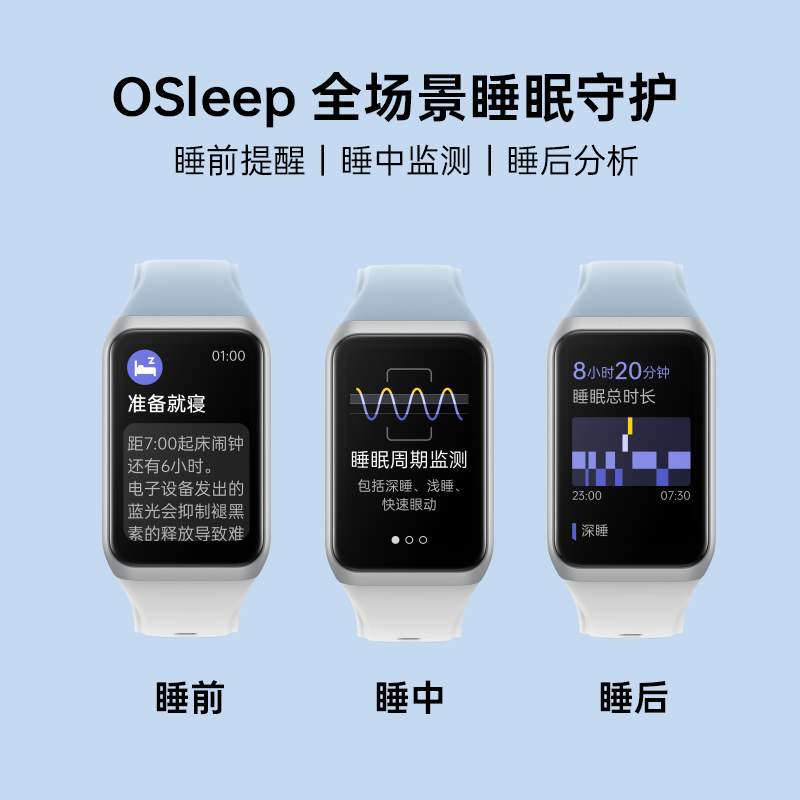 OSleep 全场景睡眠守护
睡前提醒丨睡中监测丨睡后分析
01:00
准备就寝
距7:00起床闹钟
还有6小时。
电子设备发出的
蓝光会抑制褪黑
素的释放导致难
睡眠周期监测
包括深睡、浅睡、
快速眼动
8小时20分钟
睡眠总时长
23:00 07:30
深睡
睡前
睡中
睡后